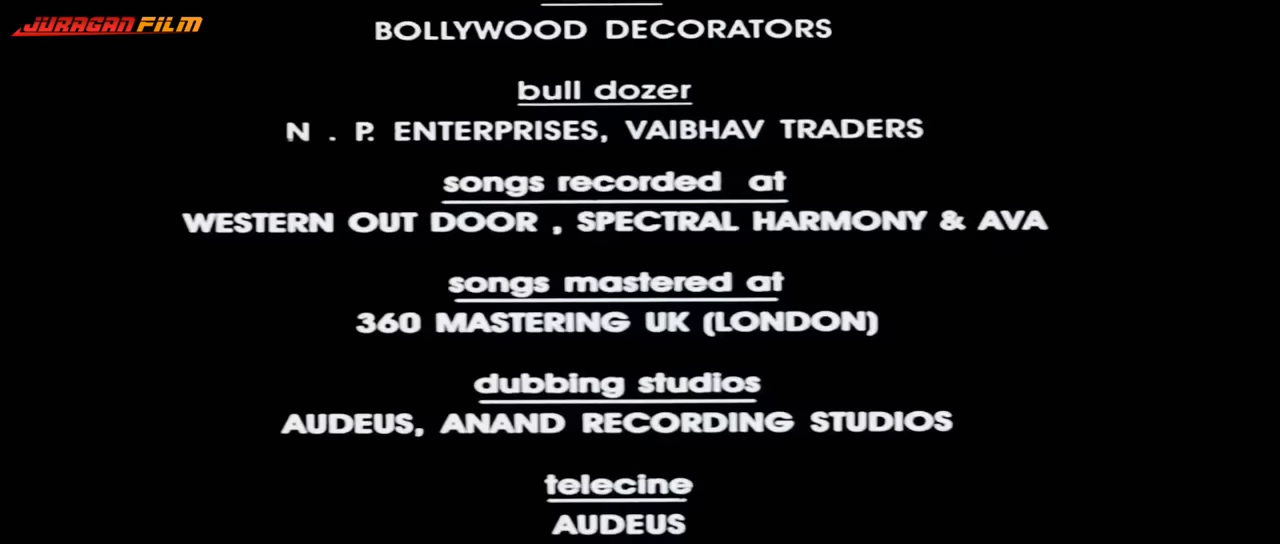 JURAGAN FILM
BOLLYWOOD DECORATORS
bull dozer
N . P. ENTERPRISES, VAIBHAV TRADERS
songs recorded at
WESTERN OUT DOOR , SPECTRAL HARMONY & AVA
songs mastered at
360 MASTERING UK (LONDON)
dubbing studios
AUDEUS, ANAND RECORDING STUDIOS
telecine
AUDEUS